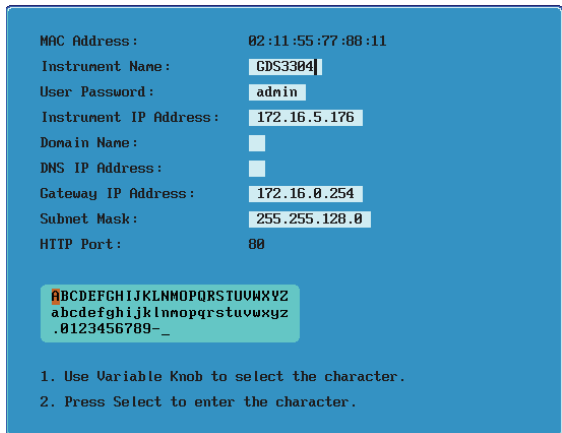 MAC Address: 02:11:55:77:88:11
Instrument Name: GDS3304
User Password: admin
Instrument IP Address: 172.16.5.176
Domain Name:
DNS IP Address:
Gateway IP Address: 172.16.0.254
Subnet Mask: 255.255.128.0
HTTP Port: 80
ABCDEFGHIJKLNMOPQRSTUVWXYZ
abcdefghijklnmopqrstuvwxyz
.0123456789-_
1. Use Variable Knob to select the character.
2. Press Select to enter the character.